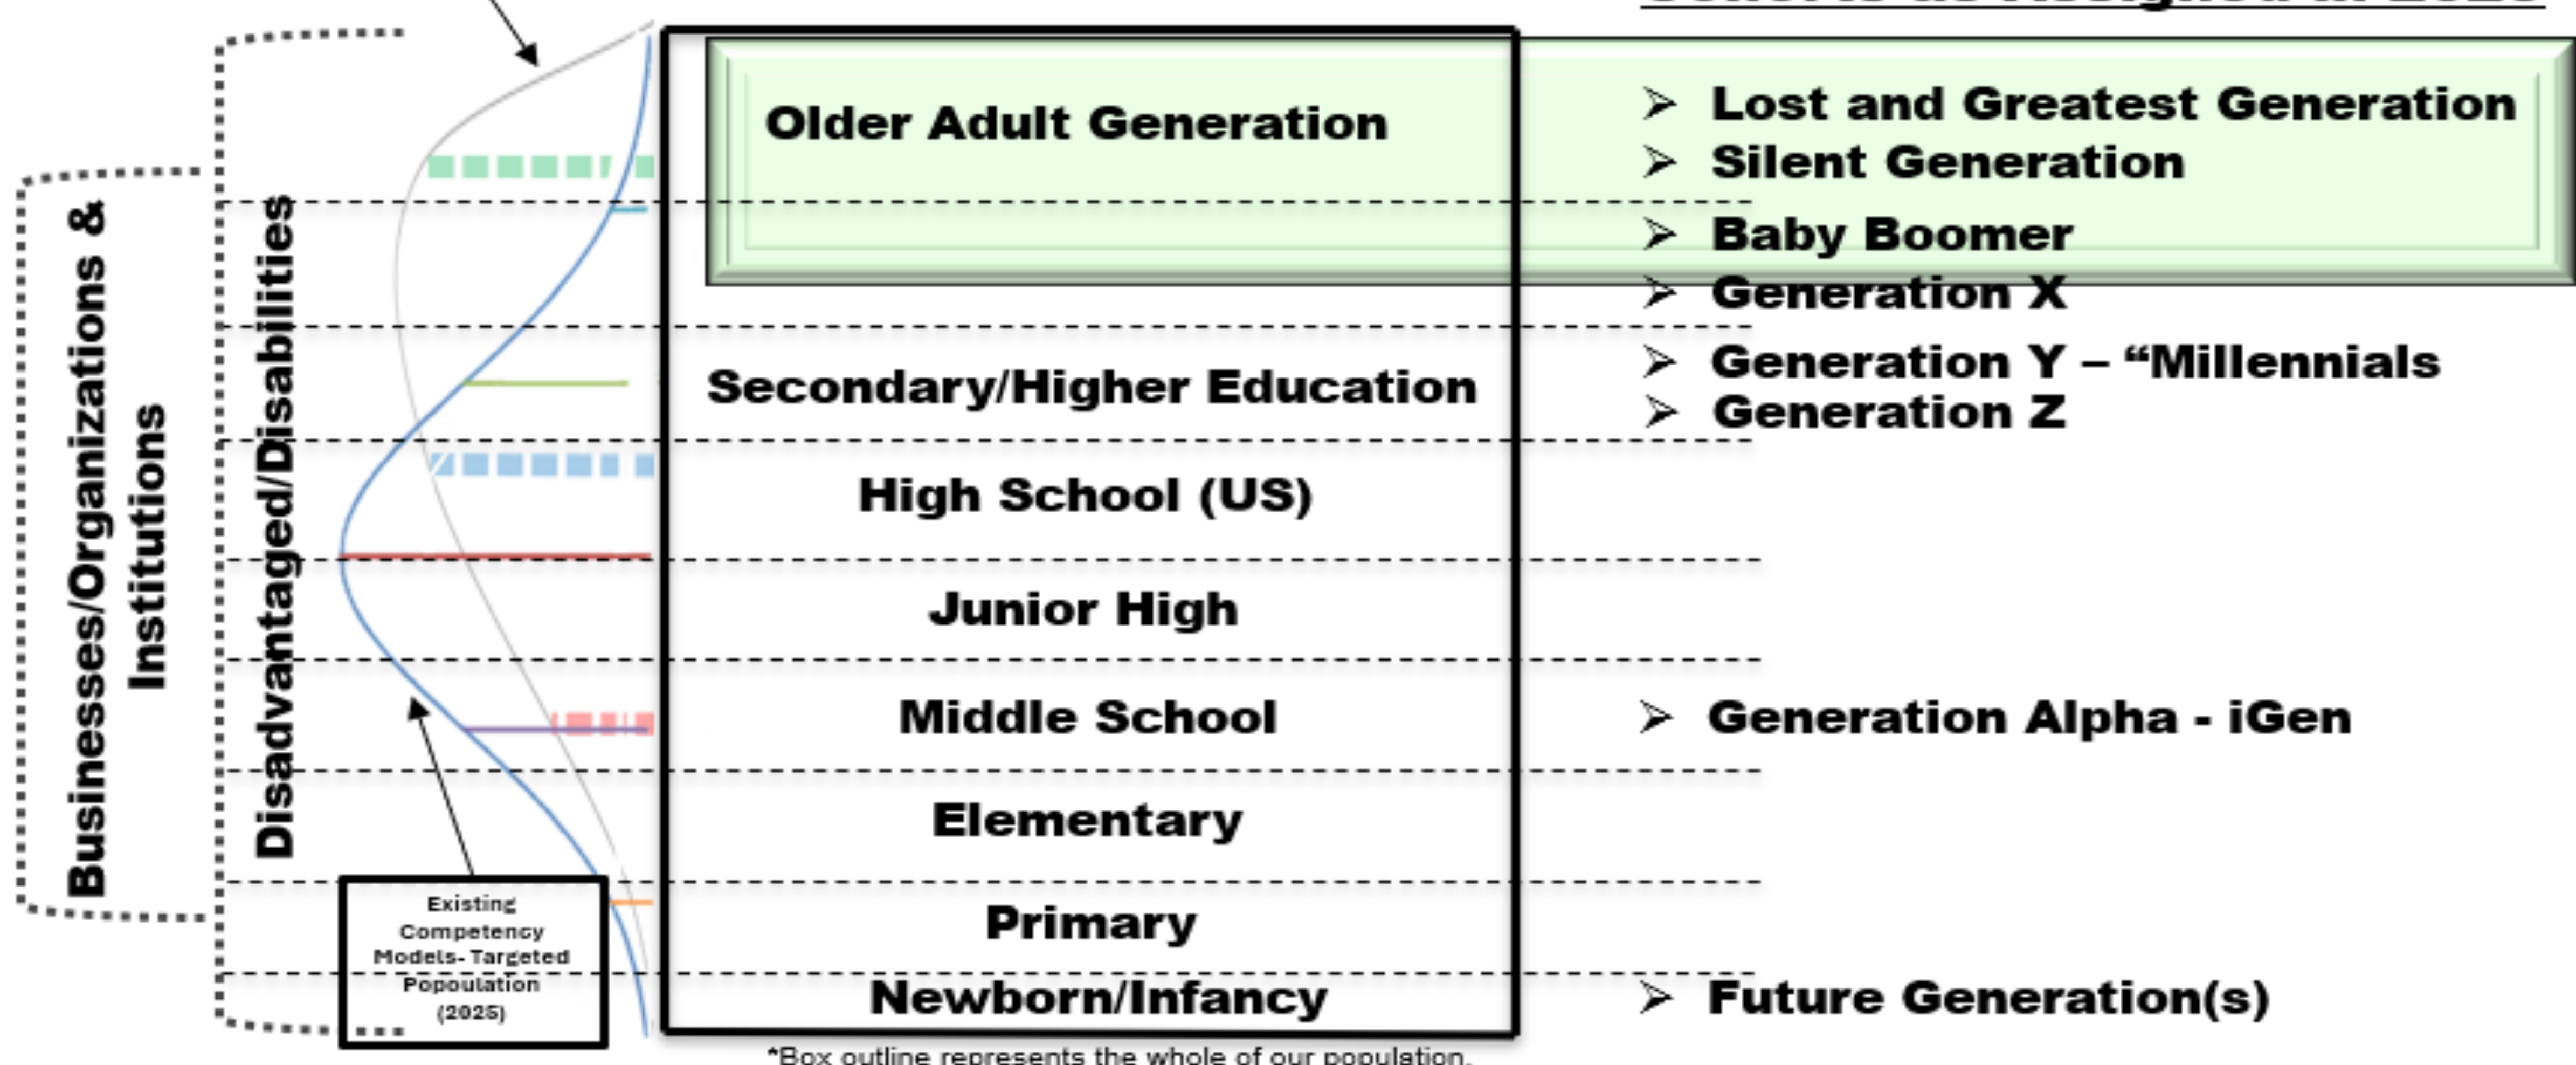 Older Adult Generation
➢ Lost and Greatest Generation
➢ Silent Generation
➢ Baby Boomer
➢ Generation X
Secondary/Higher Education
➢ Generation Y – “Millennials
➢ Generation Z
High School (US)
Junior High
Middle School
➢ Generation Alpha - iGen
Elementary
Primary
Newborn/Infancy
➢ Future Generation(s)
Businesses/Organizations &
Institutions
Disadvantaged/Disabilities
Existing
Competency
Models- Targeted
Popoulation
(2025)
*Box outline represents the whole of our population.